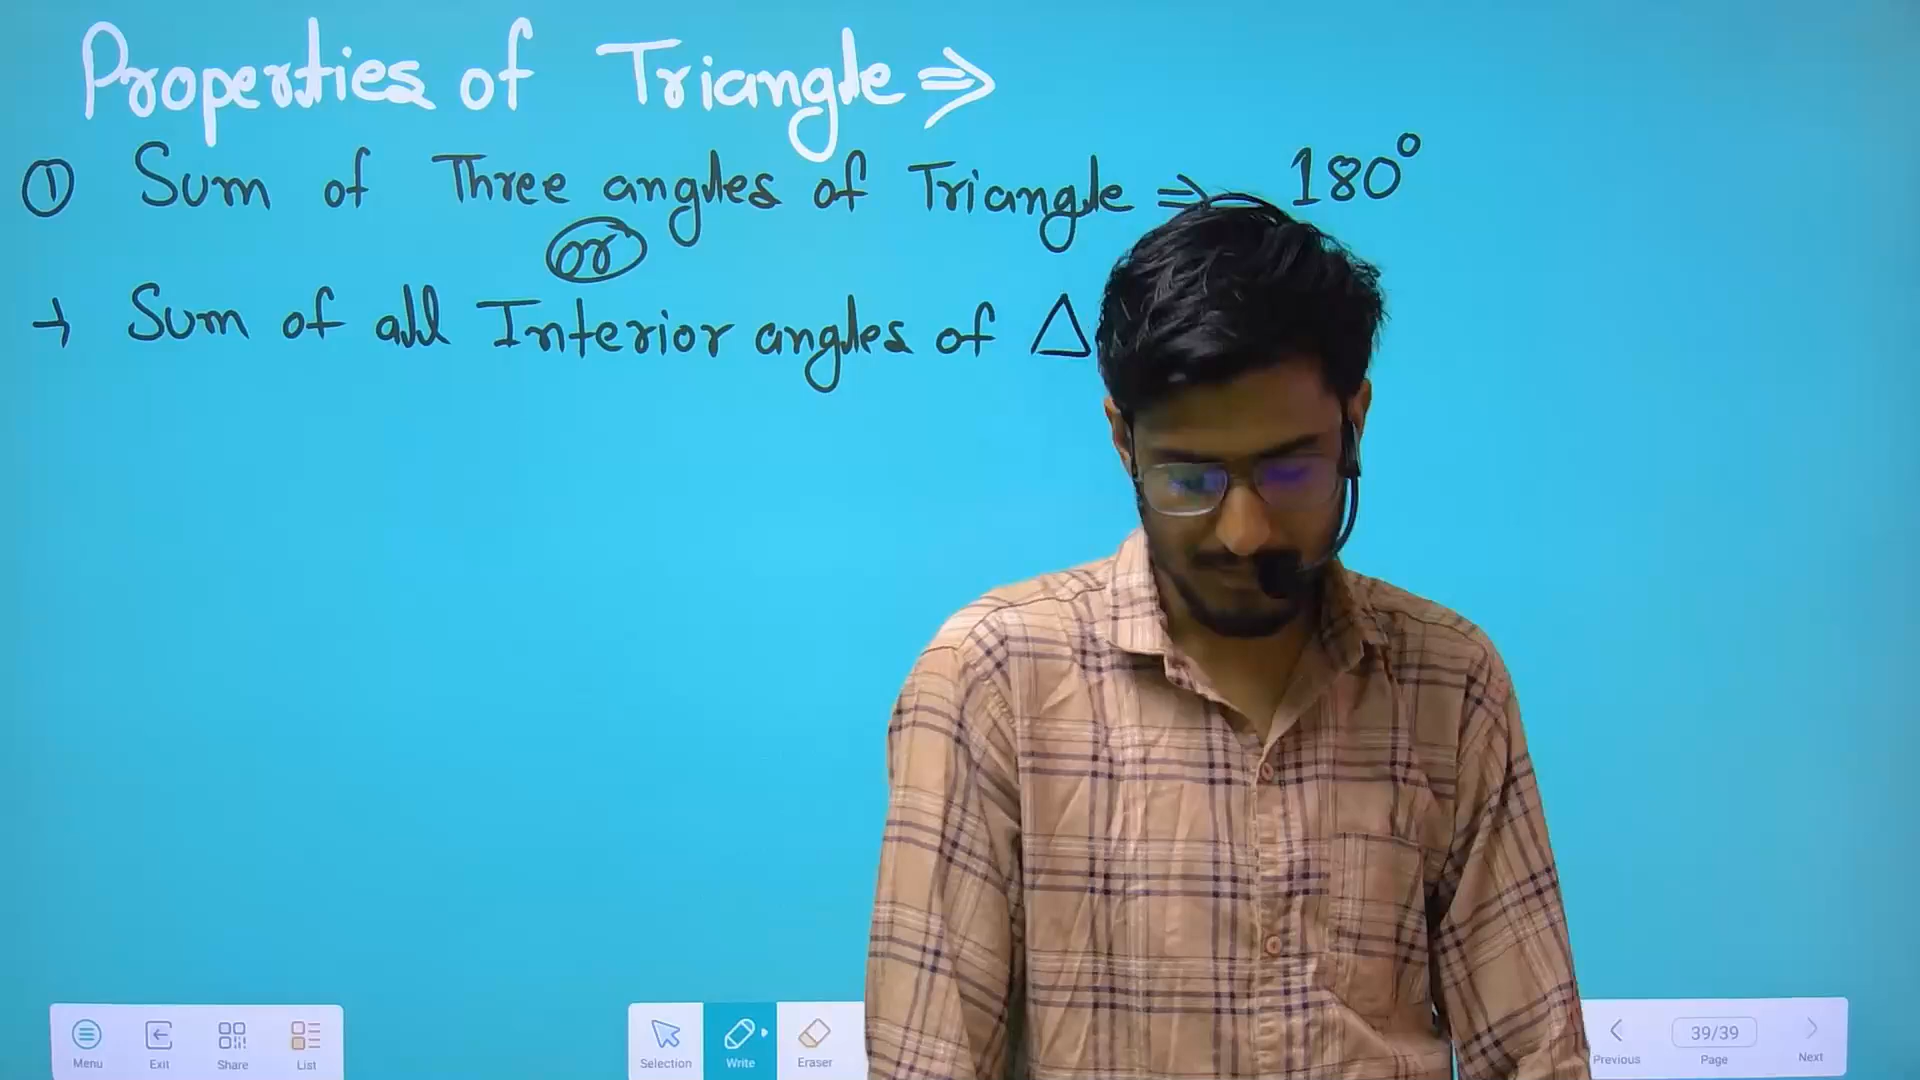 Properties of Triangle ⇒
① Sum of Three angles of Triangle ⇒ 180°
or
→ Sum of all Interior angles of △
Menu
Exit
Share
List
Selection
Write
Eraser
Previous
39/39
Page
Next